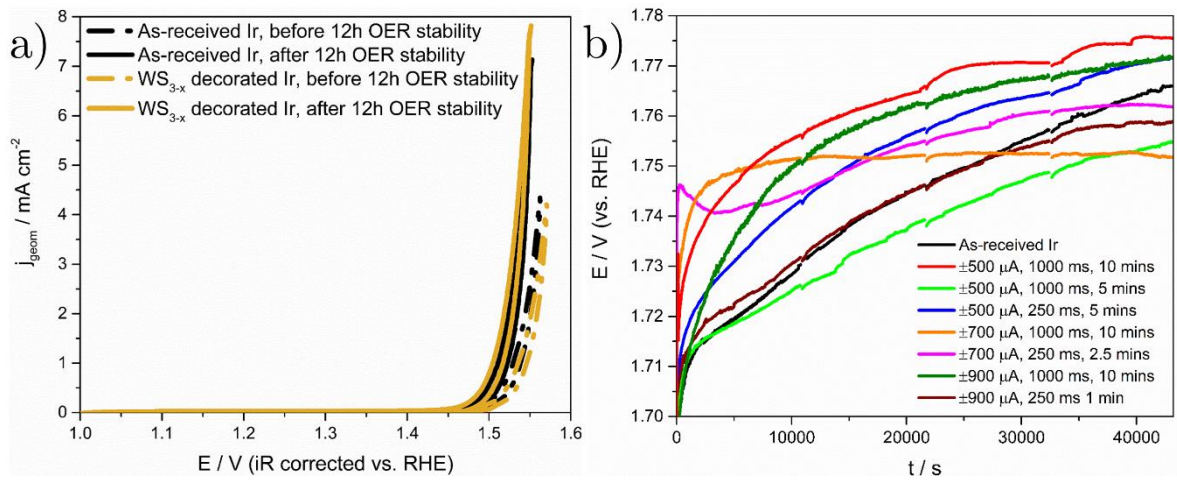 a)
8
7
6
5
4
3
2
1
0
j_geom / mA cm⁻²
As-received Ir, before 12h OER stability
As-received Ir, after 12h OER stability
WS₃₋ₓ decorated Ir, before 12h OER stability
WS₃₋ₓ decorated Ir, after 12h OER stability
1.0 1.1 1.2 1.3 1.4 1.5 1.6
E / V (iR corrected vs. RHE)
b)
1.78
1.77
1.76
1.75
1.74
1.73
1.72
1.71
1.70
E / V (vs. RHE)
As-received Ir
±500 μA, 1000 ms, 10 mins
±500 μA, 1000 ms, 5 mins
±500 μA, 250 ms, 5 mins
±700 μA, 1000 ms, 10 mins
±700 μA, 250 ms, 2.5 mins
±900 μA, 1000 ms, 10 mins
±900 μA, 250 ms 1 min
0 10000 20000 30000 40000
t / s